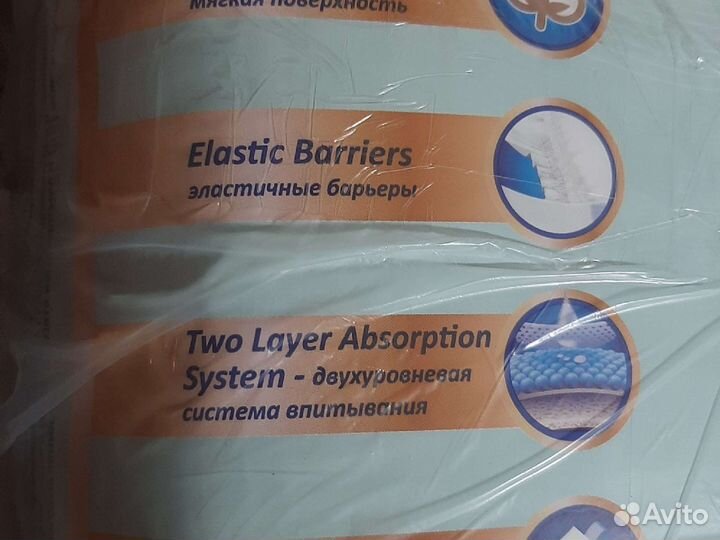 мягкая поверхность
Elastic Barriers
эластичные барьеры
Two Layer Absorption
System - двухуровневая
система впитывания
Avito